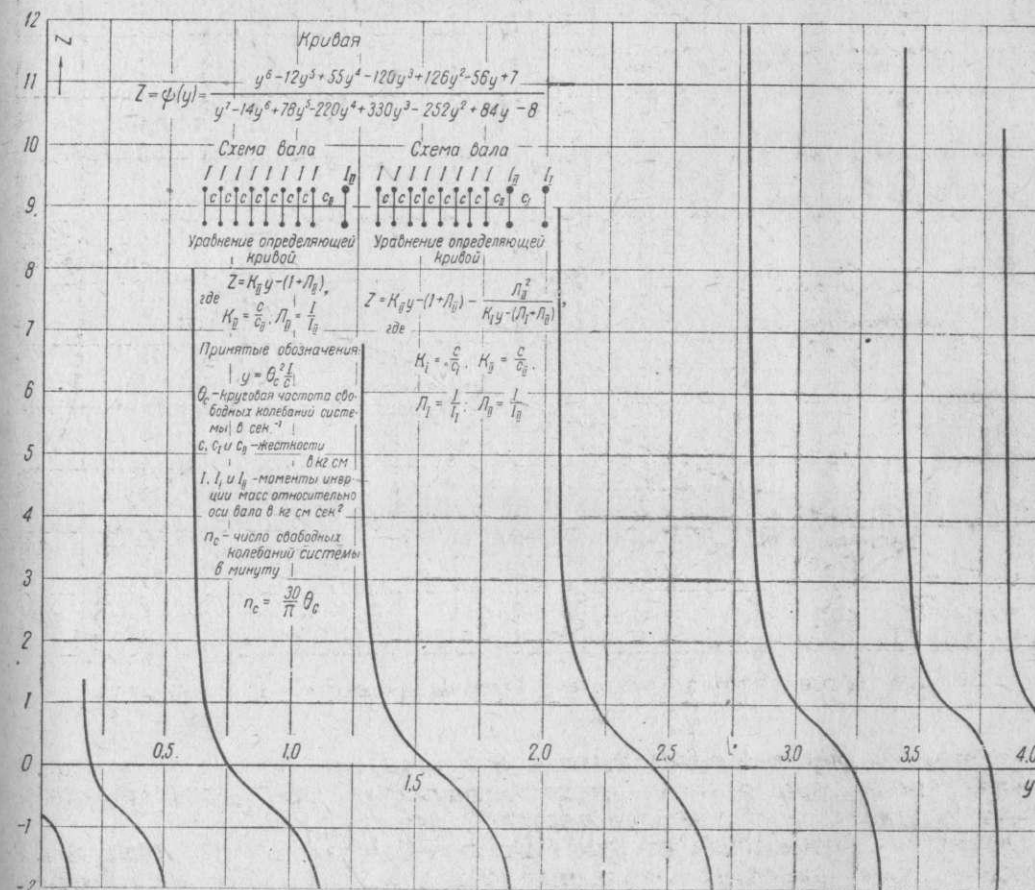 Кривая
Z=ψ(y)= y⁶-12y⁵+55y⁴-120y³+126y²-56y+7
y⁷-14y⁶+78y⁵-220y⁴+330y³-252y²+84y-8
Схема вала
Схема вала
I I I I I I I I I_II
I I I I I I I I I_II I_I
c c c c c c c c_II
c c c c c c c c_II c_I
Уравнение определяющей
кривой
Z=K_II y-(1+Л_II),
где
K_II = c/c_II, Л_II = I/I_II
Уравнение определяющей
кривой
Z=K_II y-(1+Л_II) - Л_II²/(K_I y-(Л_I+Л_II)),
где
K_I = c/c_I, K_II = c/c_II,
Л_I = I/I_I; Л_II = I/I_II
Принятые обозначения:
y=θ_c² I/c
θ_c-круговая частота сво-
бодных колебаний систе-
мы в сек⁻¹
c, c_I и c_II -жесткости
в кг см
I, I_I и I_II -моменты инер-
ции масс относительно
оси вала в кг см сек²
n_c - число свободных
колебаний системы
в минуту
n_c = 30/π θ_c
Z
12
11
10
9
8
7
6
5
4
3
2
1
0
-1
-2
0.5
1.0
1.5
2.0
2.5
3.0
3.5
4.0
y